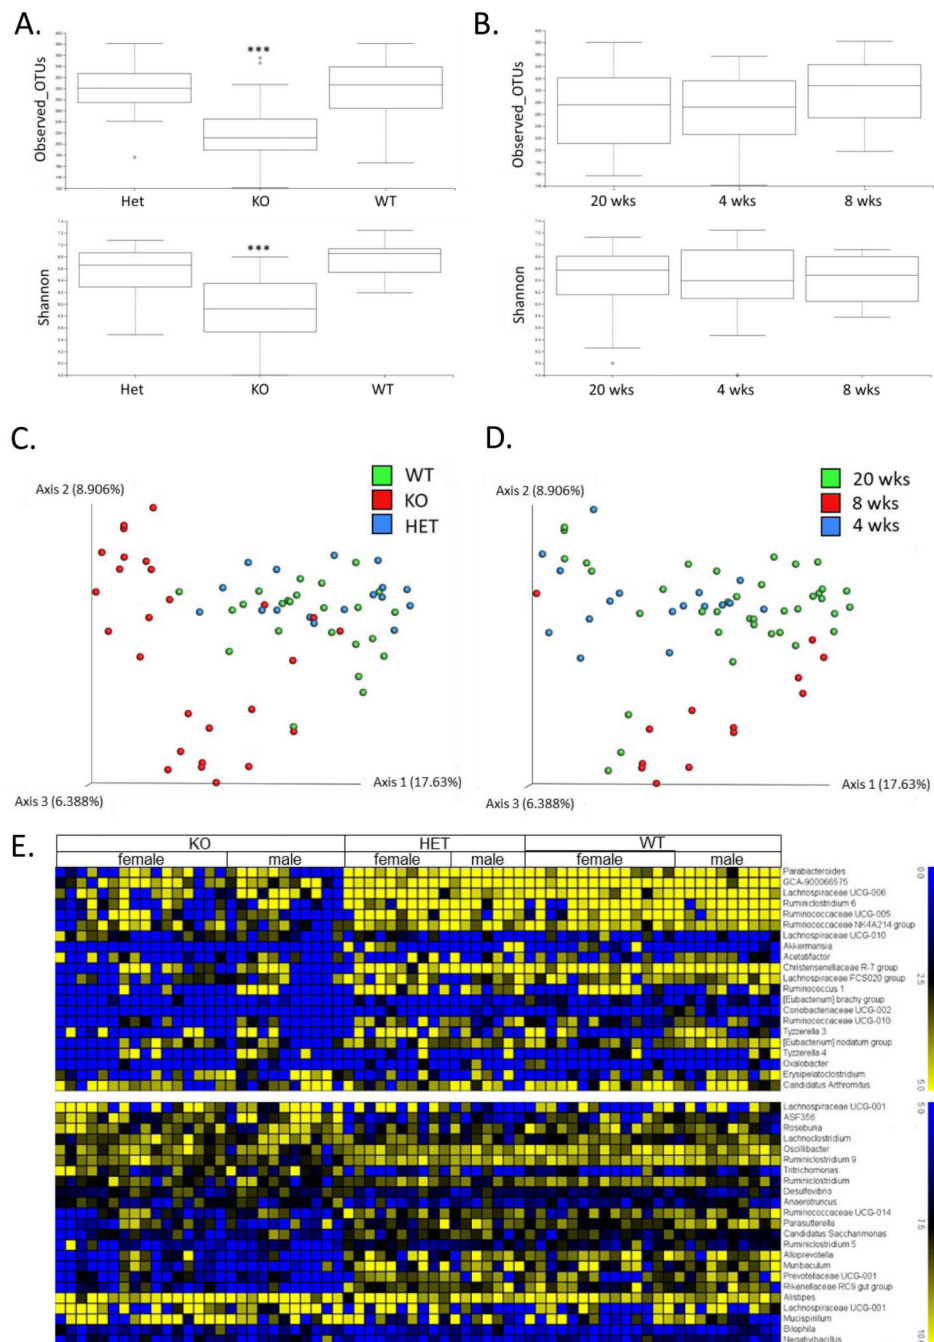 A.
B.
Observed_OTUs
Het
KO
***
WT
Observed_OTUs
20 wks
4 wks
8 wks
Shannon
Het
KO
***
WT
Shannon
20 wks
4 wks
8 wks
C.
Axis 2 (8.906%)
WT
KO
HET
Axis 1 (17.63%)
Axis 3 (6.388%)
D.
Axis 2 (8.906%)
20 wks
8 wks
4 wks
Axis 1 (17.63%)
Axis 3 (6.388%)
E.
KO HET WT
female male female male female male
Parabacteroides
GCA-900066575
Lachnospiraceae UCG-006
Ruminiclostridium 6
Ruminococcaceae UCG-005
Ruminococcaceae NK4A214 group
Lachnospiraceae UCG-010
Akkermansia
Acetatifactor
Christensenellaceae R-7 group
Lachnospiraceae FCS020 group
Ruminococcus 1
[Eubacterium] brachy group
Coriobacteriaceae UCG-002
Ruminococcaceae UCG-010
Tyzzerella 3
[Eubacterium] nodatum group
Tyzzerella 4
Oxalobacter
Erysipelatoclostridium
Candidatus Arthromitus
0.0
2.5
5.0
Lachnospiraceae UCG-001
ASF356
Roseburia
Lachnoclostridium
Oscillibacter
Ruminiclostridium 9
Tritrichomonas
Ruminiclostridium
Desulfovibrio
Anaerotruncus
Ruminococcaceae UCG-014
Parasutterella
Candidatus Saccharimonas
Ruminiclostridium 5
Alloprevotella
Muribaculum
Prevotellaceae UCG-001
Rikenellaceae RC9 gut group
Alistipes
Lachnospiraceae UCG-001
Mucispirillum
Bilophila
Negativibacillus
5.0
7.5